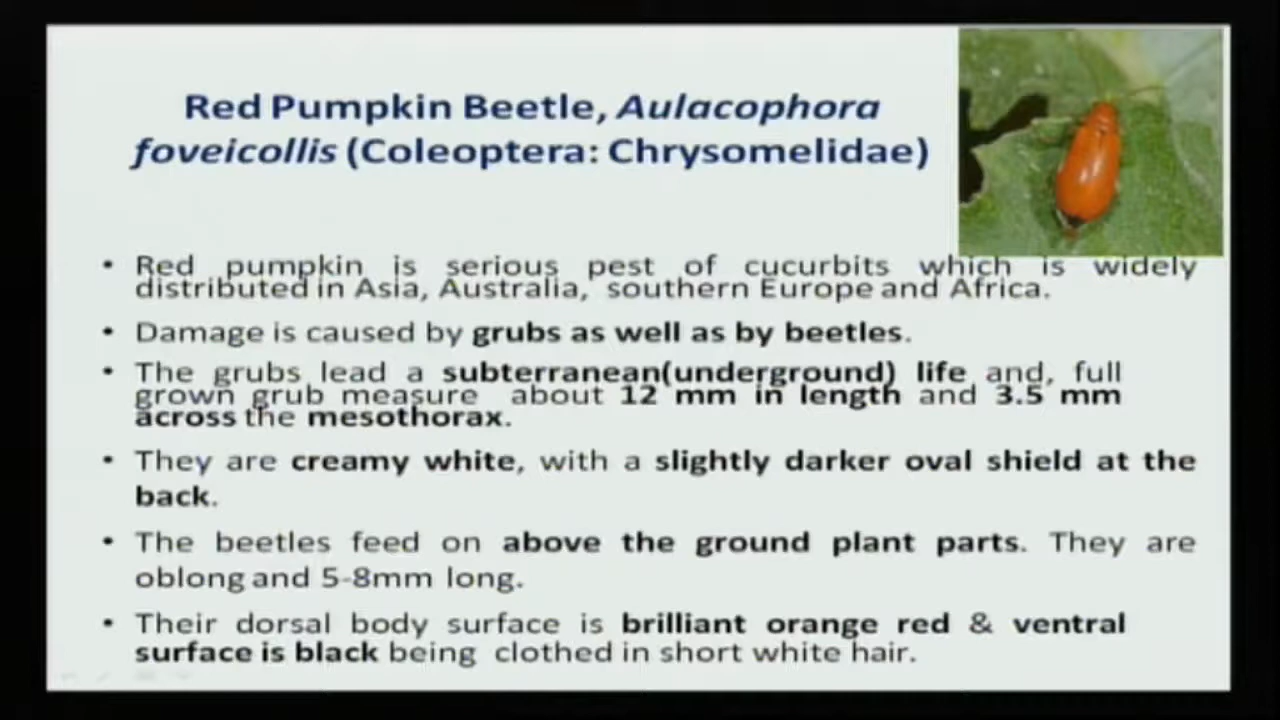 Red Pumpkin Beetle, Aulacophora
foveicollis (Coleoptera: Chrysomelidae)
• Red pumpkin is serious pest of cucurbits which is widely
distributed in Asia, Australia, southern Europe and Africa.
• Damage is caused by grubs as well as by beetles.
• The grubs lead a subterranean(underground) life and, full
grown grub measure about 12 mm in length and 3.5 mm
across the mesothorax.
• They are creamy white, with a slightly darker oval shield at the
back.
• The beetles feed on above the ground plant parts. They are
oblong and 5-8mm long.
• Their dorsal body surface is brilliant orange red & ventral
surface is black being clothed in short white hair.